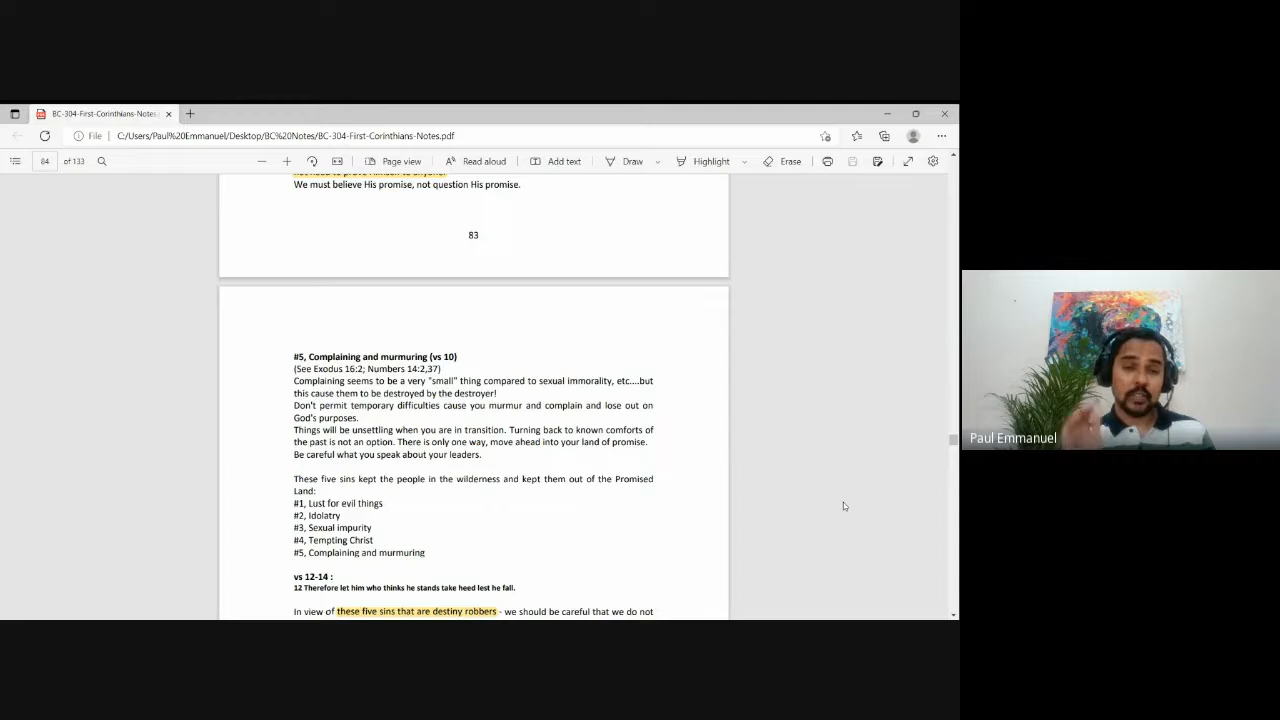 BC-304-First-Corinthians-Notes
File
C:/Users/Paul%20Emmanuel/Desktop/BC%20Notes/BC-304-First-Corinthians-Notes.pdf
84 of 133
Page view
Read aloud
Add text
Draw
Highlight
Erase
We must believe His promise, not question His promise.
83
#5, Complaining and murmuring (vs 10)
(See Exodus 16:2; Numbers 14:2,37)
Complaining seems to be a very "small" thing compared to sexual immorality, etc....but
this cause them to be destroyed by the destroyer!
Don't permit temporary difficulties cause you murmur and complain and lose out on
God's purposes.
Things will be unsettling when you are in transition. Turning back to known comforts of
the past is not an option. There is only one way, move ahead into your land of promise.
Be careful what you speak about your leaders.
These five sins kept the people in the wilderness and kept them out of the Promised
Land:
#1, Lust for evil things
#2, Idolatry
#3, Sexual impurity
#4, Tempting Christ
#5, Complaining and murmuring
vs 12-14 :
12 Therefore let him who thinks he stands take heed lest he fall.
In view of these five sins that are destiny robbers - we should be careful that we do not
Paul Emmanuel